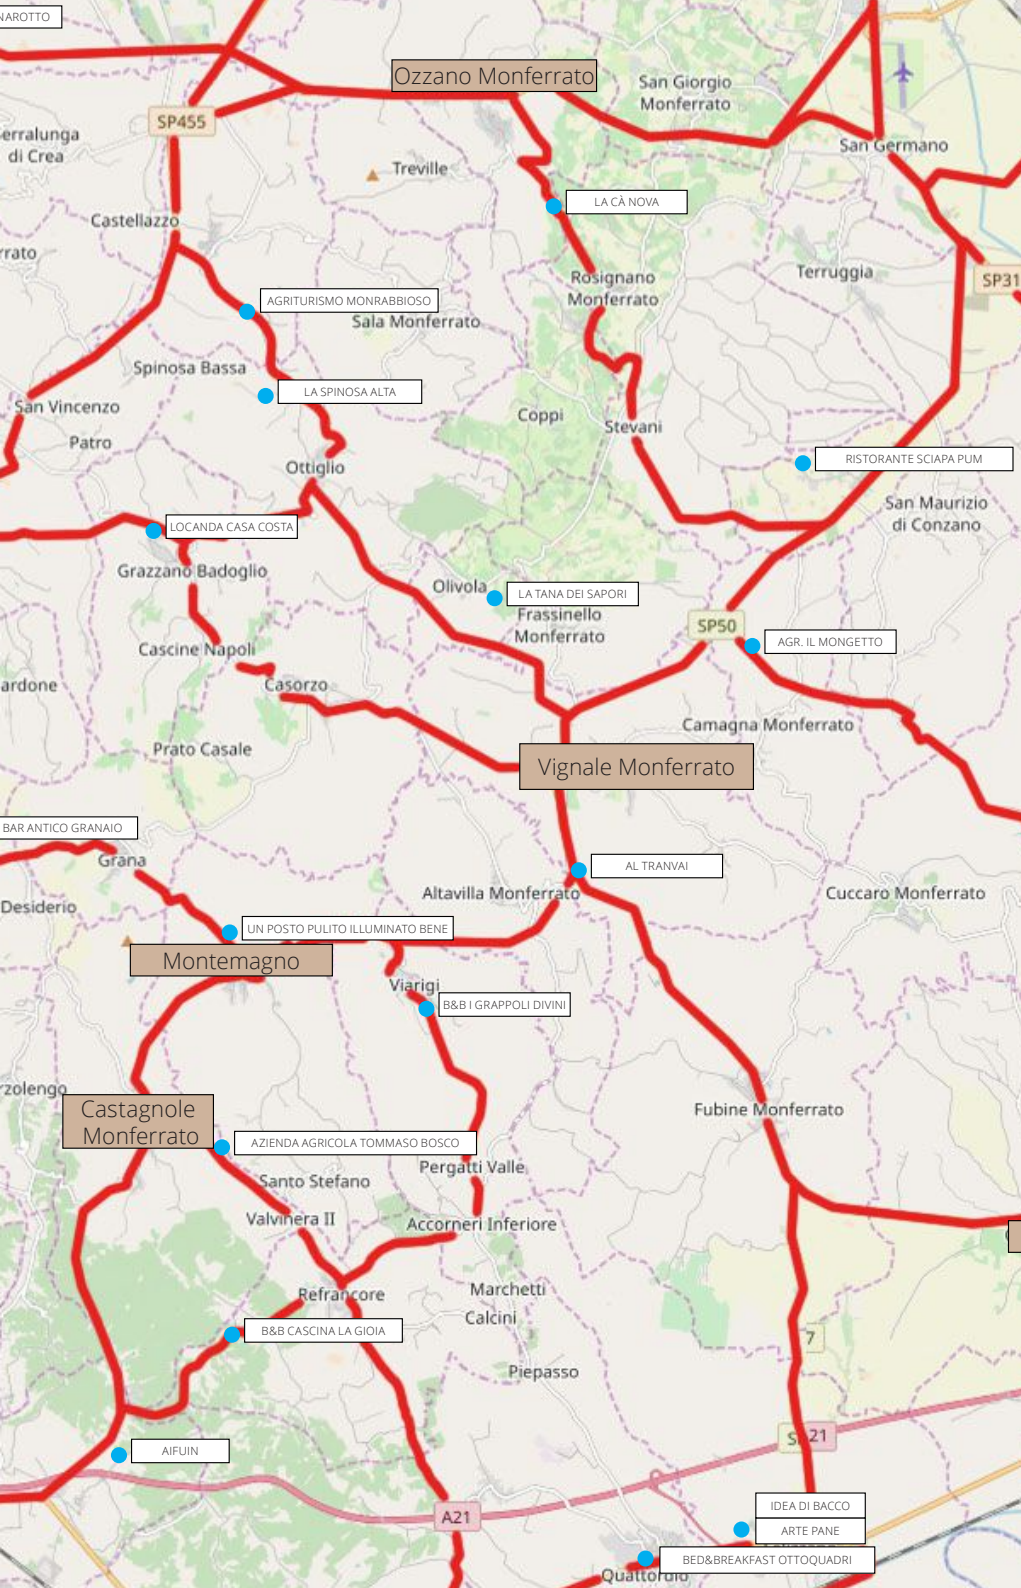 NAROTTO
Ozzano Monferrato
San Giorgio
Monferrato
SP455
erralunga
di Crea
San Germano
Treville
LA CÀ NOVA
Castellazzo
rrato
Terruggia
SP31
Rosignano
Monferrato
AGRITURISMO MONRABBIOSO
Sala Monferrato
Spinosa Bassa
LA SPINOSA ALTA
San Vincenzo
Coppi
Stevani
Patro
RISTORANTE SCIAPA PUM
Ottiglio
San Maurizio
di Conzano
LOCANDA CASA COSTA
Grazzano Badoglio
Olivola
LA TANA DEI SAPORI
Frassinello
Monferrato
SP50
AGR. IL MONGETTO
Cascine Napoli
ardone
Casorzo
Camagna Monferrato
Prato Casale
Vignale Monferrato
BAR ANTICO GRANAIO
Grana
AL TRANVAI
Altavilla Monferrato
Cuccaro Monferrato
Desiderio
UN POSTO PULITO ILLUMINATO BENE
Montemagno
Viarigi
B&B I GRAPPOLI DIVINI
rzolengo
Castagnole
Monferrato
Fubine Monferrato
AZIENDA AGRICOLA TOMMASO BOSCO
Pergatti Valle
Santo Stefano
Valvinera II
Accorneri Inferiore
Marchetti
Refrancore
Calcini
B&B CASCINA LA GIOIA
7
Piepasso
S
21
AIFUIN
A21
IDEA DI BACCO
ARTE PANE
BED&BREAKFAST OTTOQUADRI
Quattordio